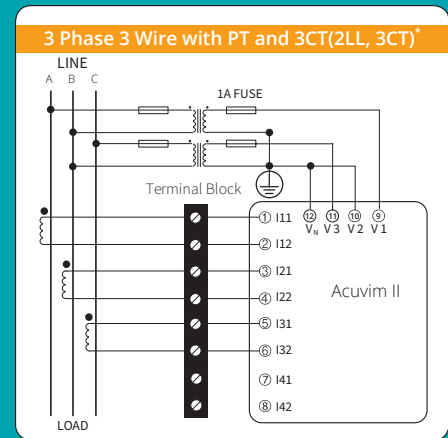 3 Phase 3 Wire with PT and 3CT(2LL, 3CT)*
LINE
A B C
1A FUSE
Terminal Block
① I11
② I12
③ I21
④ I22
⑤ I31
⑥ I32
⑦ I41
⑧ I42
⑫ ⑪ ⑩ ⑨
VN V3 V2 V1
Acuvim II
LOAD